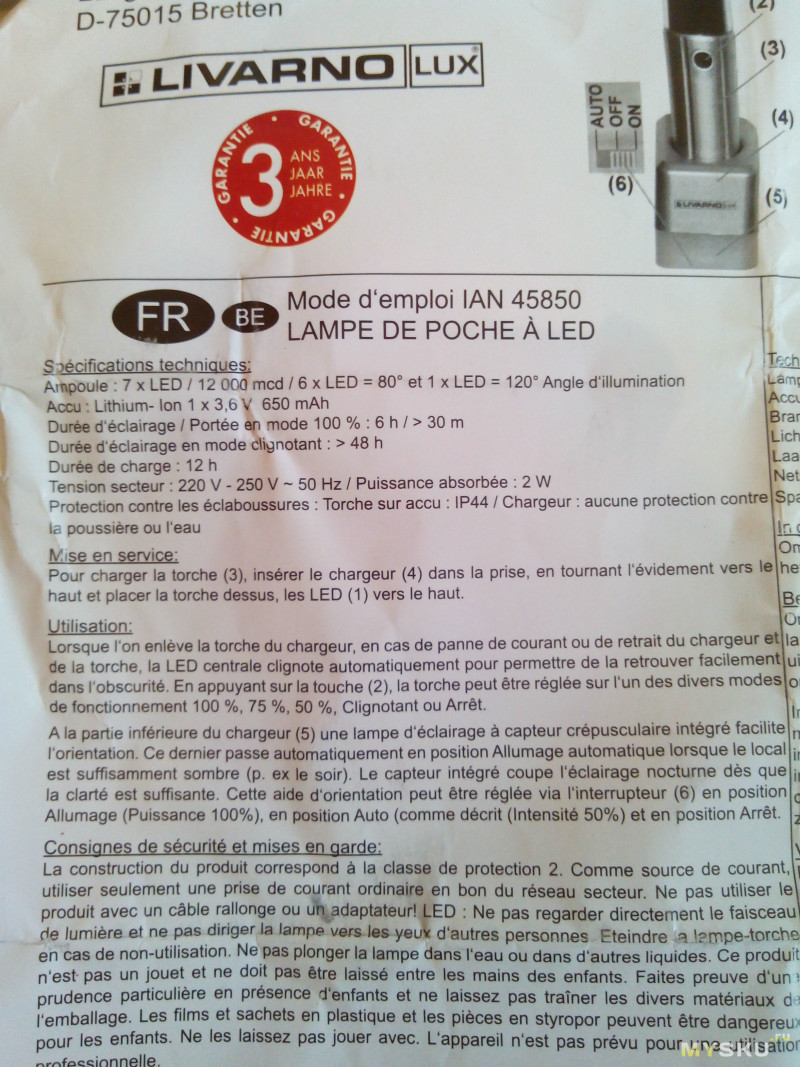 D-75015 Bretten
(2)
LIVARNO LUX®
(3)
GARANTIE • GARANTIE • GARANTIE • GARANTIE
3 ANS
JAAR
JAHRE
AUTO
OFF
ON
(4)
(6)
LIVARNO
(5)
FR BE Mode d‘emploi IAN 45850
LAMPE DE POCHE À LED
Spécifications techniques:
Ampoule : 7 x LED / 12 000 mcd / 6 x LED = 80° et 1 x LED = 120° Angle d‘illumination
Accu : Lithium- Ion 1 x 3,6 V 650 mAh
Durée d‘éclairage / Portée en mode 100 % : 6 h / > 30 m
Durée d‘éclairage en mode clignotant : > 48 h
Durée de charge : 12 h
Tension secteur : 220 V - 250 V ~ 50 Hz / Puissance absorbée : 2 W
Protection contre les éclaboussures : Torche sur accu : IP44 / Chargeur : aucune protection contre
la poussière ou l‘eau
Mise en service:
Pour charger la torche (3), insérer le chargeur (4) dans la prise, en tournant l‘évidement vers le
haut et placer la torche dessus, les LED (1) vers le haut.
Utilisation:
Lorsque l‘on enlève la torche du chargeur, en cas de panne de courant ou de retrait du chargeur et
de la torche, la LED centrale clignote automatiquement pour permettre de la retrouver facilement
dans l‘obscurité. En appuyant sur la touche (2), la torche peut être réglée sur l‘un des divers modes
de fonctionnement 100 %, 75 %, 50 %, Clignotant ou Arrêt.
A la partie inférieure du chargeur (5) une lampe d‘éclairage à capteur crépusculaire intégré facilite
l‘orientation. Ce dernier passe automatiquement en position Allumage automatique lorsque le local
est suffisamment sombre (p. ex le soir). Le capteur intégré coupe l‘éclairage nocturne dès que
la clarté est suffisante. Cette aide d‘orientation peut être réglée via l‘interrupteur (6) en position
Allumage (Puissance 100%), en position Auto (comme décrit (Intensité 50%) et en position Arrêt.
Consignes de sécurité et mises en garde:
La construction du produit correspond à la classe de protection 2. Comme source de courant,
utiliser seulement une prise de courant ordinaire en bon du réseau secteur. Ne pas utiliser le
produit avec un câble rallonge ou un adaptateur! LED : Ne pas regarder directement le faisceau
de lumière et ne pas diriger la lampe vers les yeux d‘autres personnes. Eteindre la lampe-torche
en cas de non-utilisation. Ne pas plonger la lampe dans l‘eau ou dans d‘autres liquides. Ce produit
n‘est pas un jouet et ne doit pas être laissé entre les mains des enfants. Faites preuve d‘un
prudence particulière en présence d‘enfants et ne laissez pas traîner les divers matériaux d
l‘emballage. Les films et sachets en plastique et les pièces en styropor peuvent être dangereux
pour les enfants. Ne les laissez pas jouer avec. L‘appareil n‘est pas prévu pour une utilisation
professionnelle.
MYSKU.ru